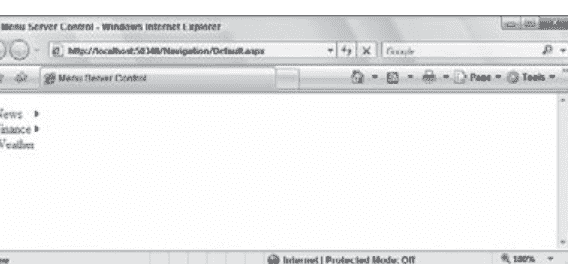 Menu Server Control - Windows Internet Explorer
http://localhost:50348/Navigation/Default.aspx
Google
Menu Server Control
Page
Tools
News
Finance
Weather
Internet | Protected Mode: Off
100%